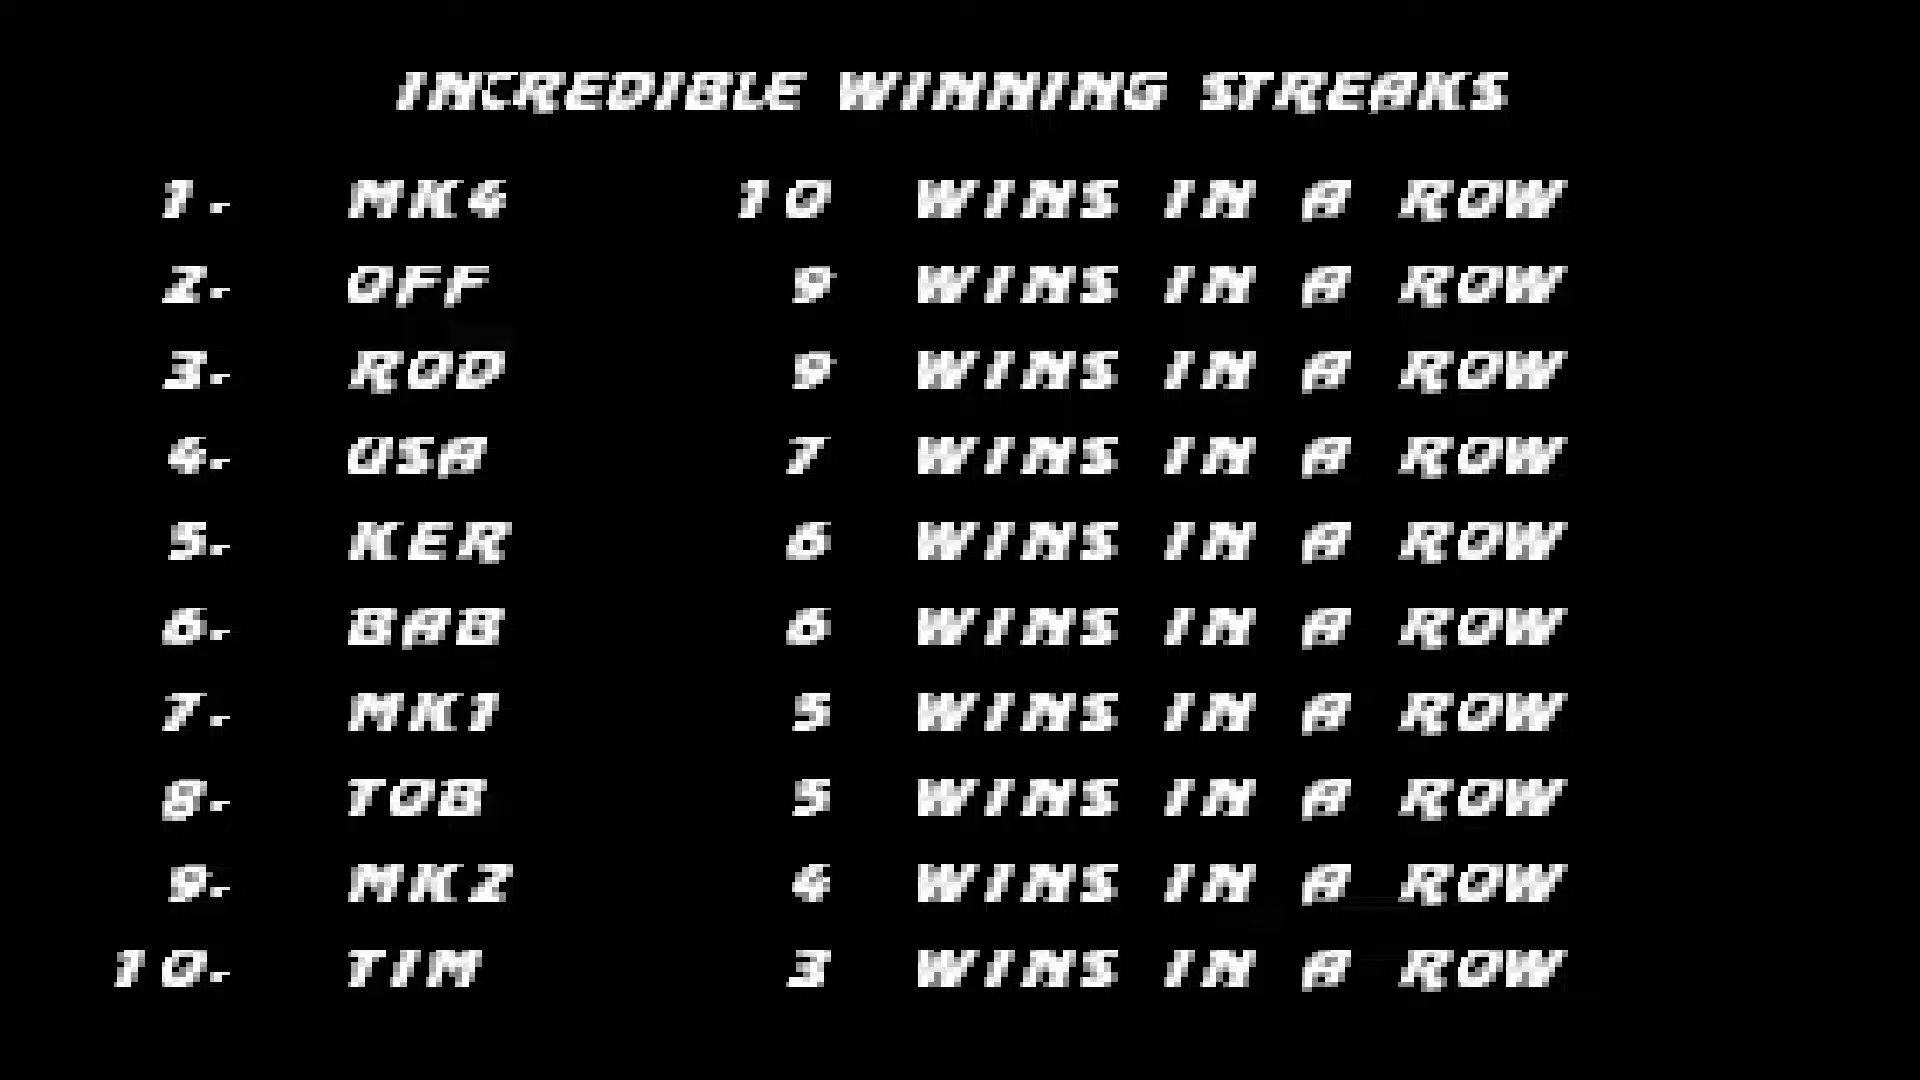 INCREDIBLE WINNING STREAKS
1. MK4 10 WINS IN A ROW
2. OFF 9 WINS IN A ROW
3. ROD 9 WINS IN A ROW
4. USA 7 WINS IN A ROW
5. KER 6 WINS IN A ROW
6. BAB 6 WINS IN A ROW
7. MK1 5 WINS IN A ROW
8. TOB 5 WINS IN A ROW
9. MK2 4 WINS IN A ROW
10. TIM 3 WINS IN A ROW